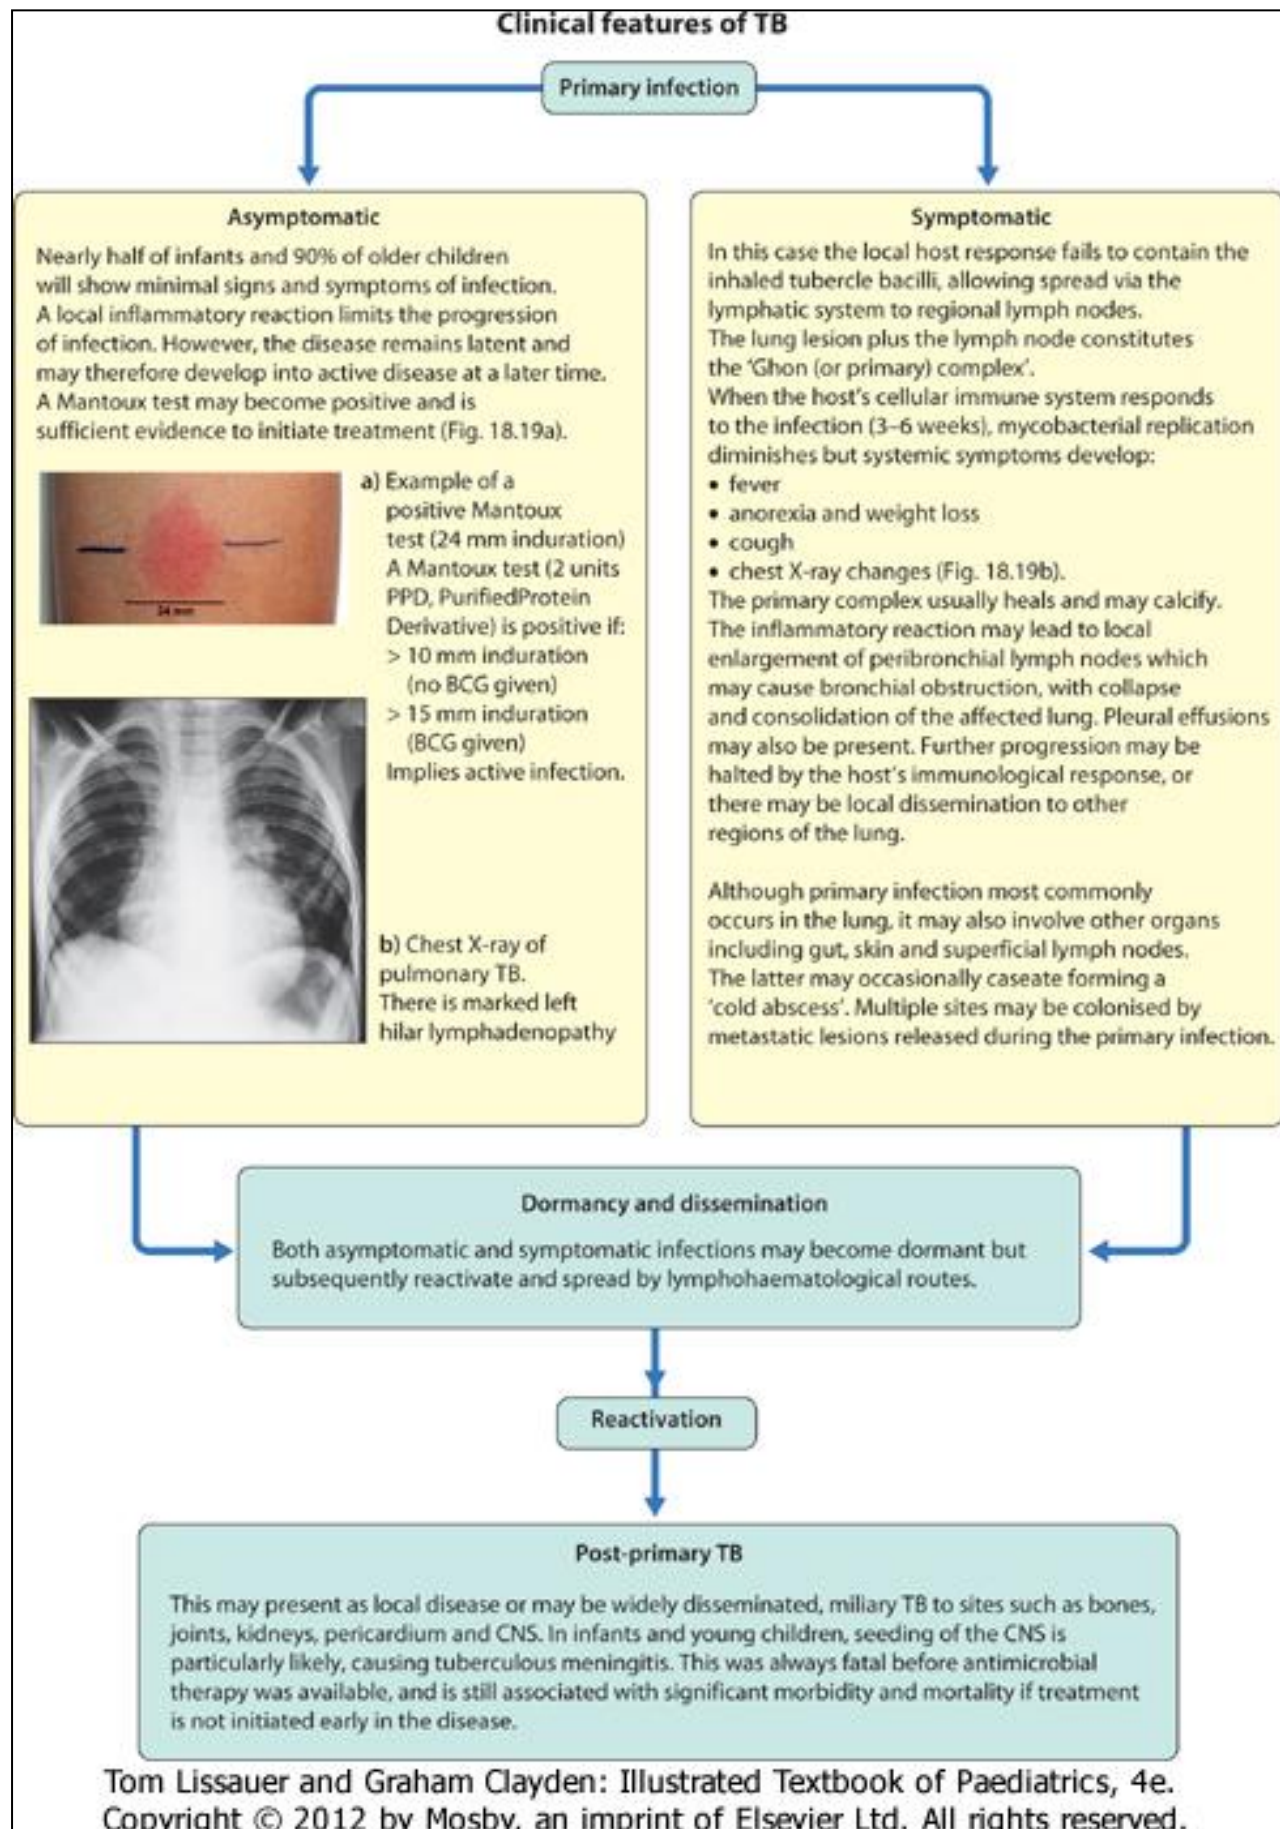 Clinical features of TB
Primary infection
Asymptomatic
Nearly half of infants and 90% of older children
will show minimal signs and symptoms of infection.
A local inflammatory reaction limits the progression
of infection. However, the disease remains latent and
may therefore develop into active disease at a later time.
A Mantoux test may become positive and is
sufficient evidence to initiate treatment (Fig. 18.19a).
24 mm
a) Example of a
positive Mantoux
test (24 mm induration)
A Mantoux test (2 units
PPD, PurifiedProtein
Derivative) is positive if:
> 10 mm induration
(no BCG given)
> 15 mm induration
(BCG given)
Implies active infection.
b) Chest X-ray of
pulmonary TB.
There is marked left
hilar lymphadenopathy
Symptomatic
In this case the local host response fails to contain the
inhaled tubercle bacilli, allowing spread via the
lymphatic system to regional lymph nodes.
The lung lesion plus the lymph node constitutes
the 'Ghon (or primary) complex'.
When the host's cellular immune system responds
to the infection (3–6 weeks), mycobacterial replication
diminishes but systemic symptoms develop:
• fever
• anorexia and weight loss
• cough
• chest X-ray changes (Fig. 18.19b).
The primary complex usually heals and may calcify.
The inflammatory reaction may lead to local
enlargement of peribronchial lymph nodes which
may cause bronchial obstruction, with collapse
and consolidation of the affected lung. Pleural effusions
may also be present. Further progression may be
halted by the host's immunological response, or
there may be local dissemination to other
regions of the lung.
Although primary infection most commonly
occurs in the lung, it may also involve other organs
including gut, skin and superficial lymph nodes.
The latter may occasionally caseate forming a
'cold abscess'. Multiple sites may be colonised by
metastatic lesions released during the primary infection.
Dormancy and dissemination
Both asymptomatic and symptomatic infections may become dormant but
subsequently reactivate and spread by lymphohaematological routes.
Reactivation
Post-primary TB
This may present as local disease or may be widely disseminated, miliary TB to sites such as bones,
joints, kidneys, pericardium and CNS. In infants and young children, seeding of the CNS is
particularly likely, causing tuberculous meningitis. This was always fatal before antimicrobial
therapy was available, and is still associated with significant morbidity and mortality if treatment
is not initiated early in the disease.
Tom Lissauer and Graham Clayden: Illustrated Textbook of Paediatrics, 4e.
Copyright © 2012 by Mosby, an imprint of Elsevier Ltd. All rights reserved.